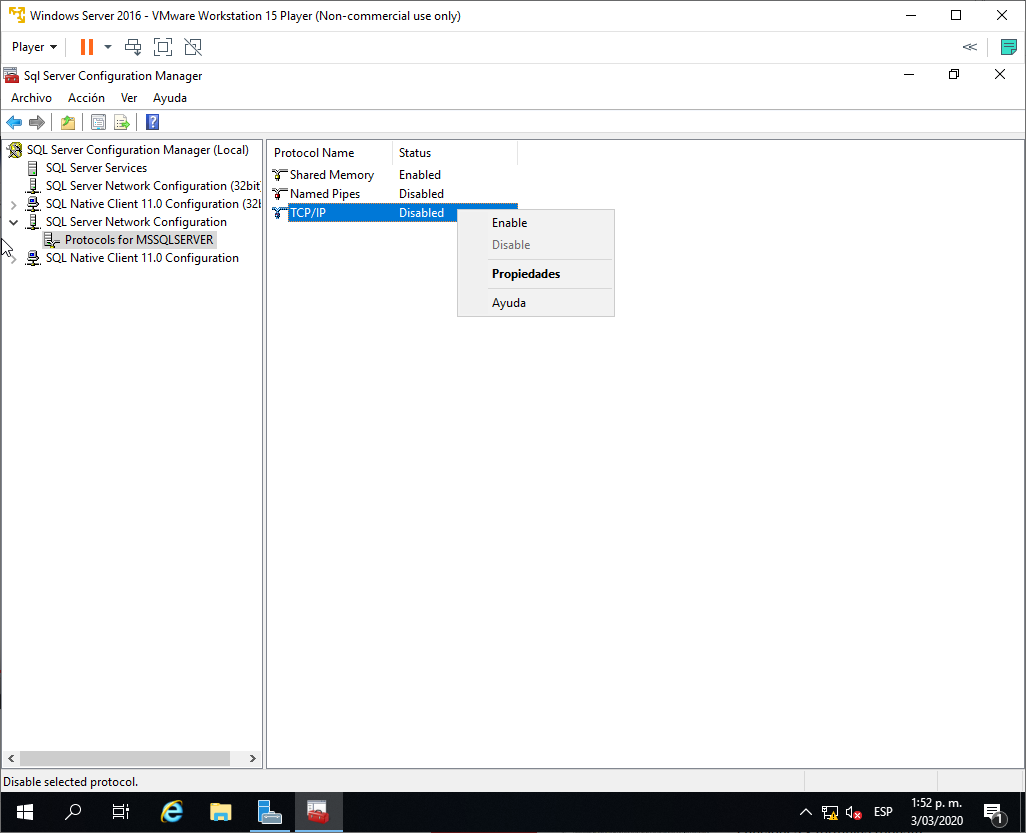 Windows Server 2016 - VMware Workstation 15 Player (Non-commercial use only)
Player
Sql Server Configuration Manager
Archivo Acción Ver Ayuda
SQL Server Configuration Manager (Local)
SQL Server Services
SQL Server Network Configuration (32bit
SQL Native Client 11.0 Configuration (32
SQL Server Network Configuration
Protocols for MSSQLSERVER
SQL Native Client 11.0 Configuration
Protocol Name Status
Shared Memory Enabled
Named Pipes Disabled
TCP/IP Disabled
Enable
Disable
Propiedades
Ayuda
Disable selected protocol.
ESP
1:52 p. m.
3/03/2020
1